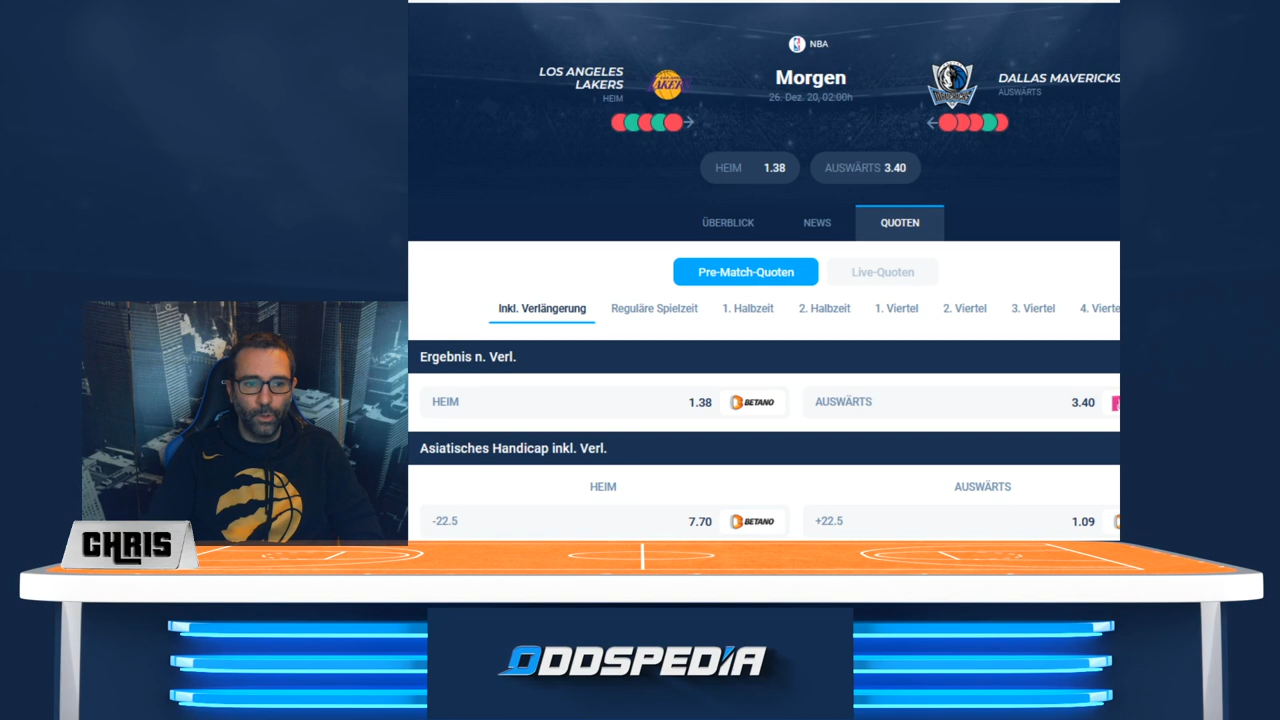 NBA
LOS ANGELES
LAKERS
HEIM
LAKERS
Morgen
26. Dez. 20, 02:00h
DALLAS MAVERICKS
AUSWÄRTS
HEIM 1.38
AUSWÄRTS 3.40
ÜBERBLICK NEWS QUOTEN
Pre-Match-Quoten Live-Quoten
Inkl. Verlängerung Reguläre Spielzeit 1. Halbzeit 2. Halbzeit 1. Viertel 2. Viertel 3. Viertel 4. Vierte
Ergebnis n. Verl.
HEIM 1.38 BETANO AUSWÄRTS 3.40
Asiatisches Handicap inkl. Verl.
HEIM AUSWÄRTS
-22.5 7.70 BETANO +22.5 1.09
CHRIS
ODDSPEDIA